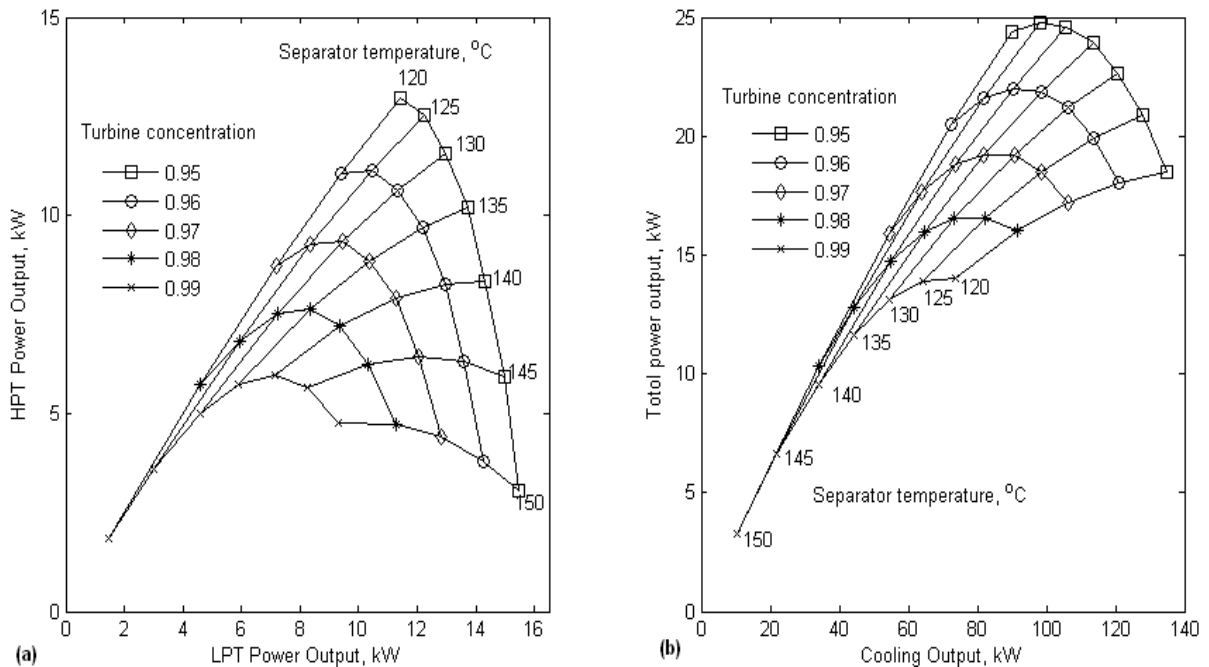 15
10
5
0
HPT Power Output, kW
Separator temperature, °C
120
125
130
135
140
145
150
Turbine concentration
0.95
0.96
0.97
0.98
0.99
0 2 4 6 8 10 12 14 16
LPT Power Output, kW
(a)
25
20
15
10
5
0
Totol power output, kW
Turbine concentration
0.95
0.96
0.97
0.98
0.99
120
125
130
135
140
145
150
Separator temperature, °C
0 20 40 60 80 100 120 140
Cooling Output, kW
(b)